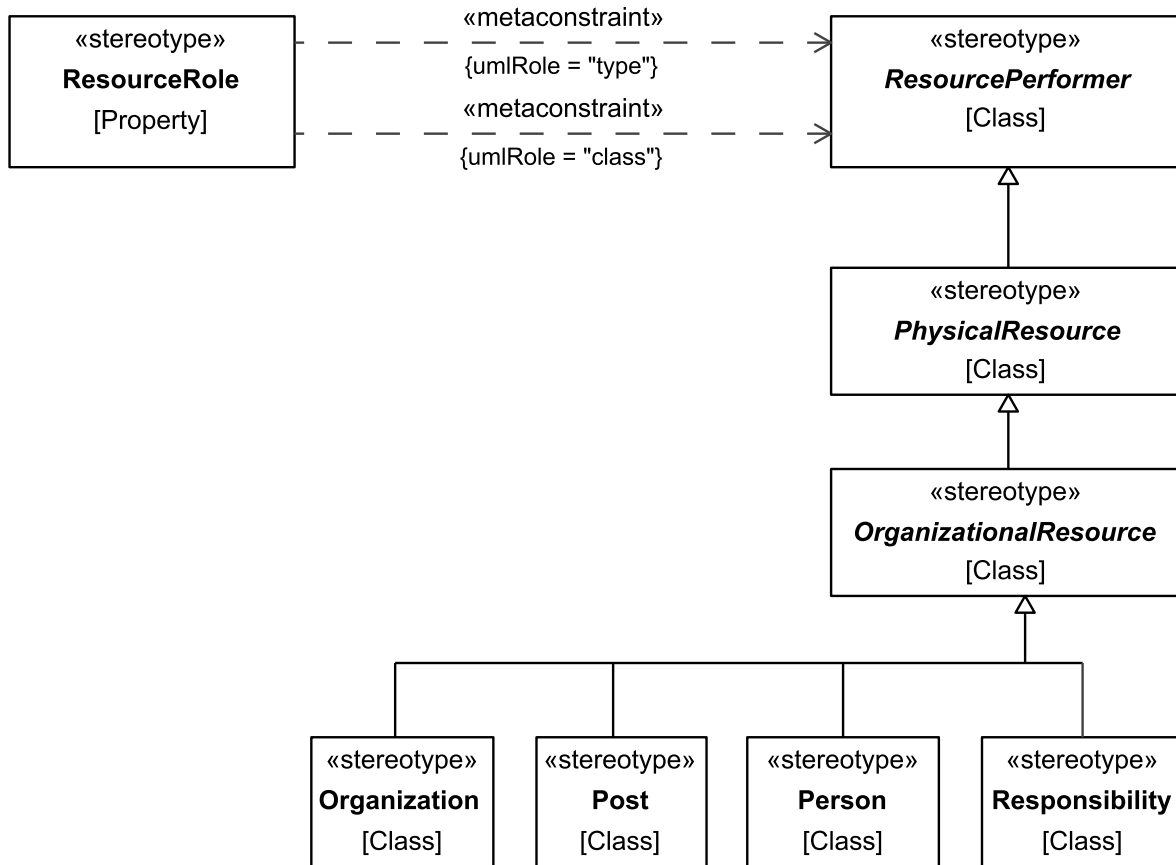 «stereotype»
ResourceRole
[Property]
«metaconstraint»
{umlRole = "type"}
«metaconstraint»
{umlRole = "class"}
«stereotype»
ResourcePerformer
[Class]
«stereotype»
PhysicalResource
[Class]
«stereotype»
OrganizationalResource
[Class]
«stereotype»
Organization
[Class]
«stereotype»
Post
[Class]
«stereotype»
Person
[Class]
«stereotype»
Responsibility
[Class]